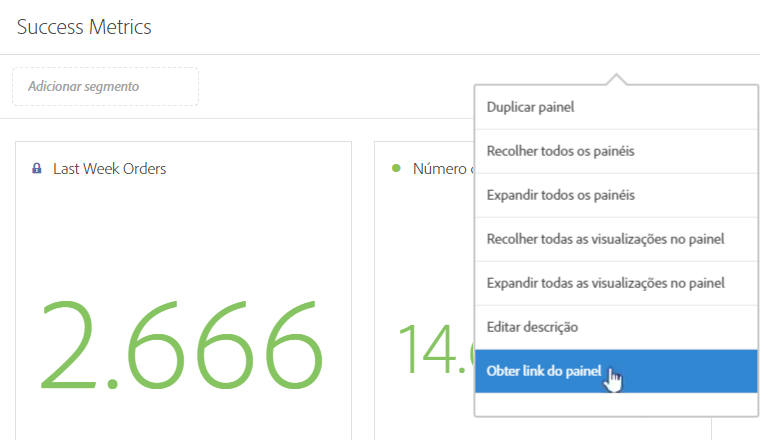 Success Metrics
Adicionar segmento
Duplicar painel
Recolher todos os painéis
Expandir todos os painéis
Recolher todas as visualizações no painel
Expandir todas as visualizações no painel
Editar descrição
Obter link do painel
Last Week Orders
2.666
Número
14.